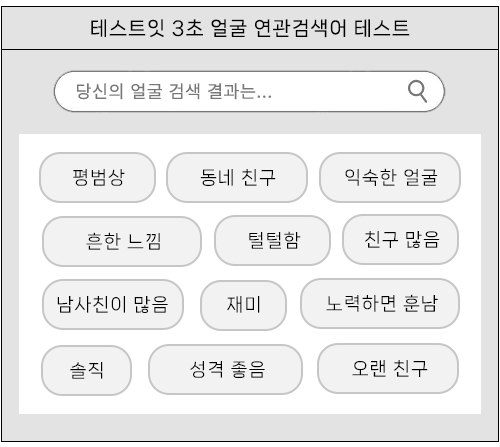 테스트잇 3초 얼굴 연관검색어 테스트
당신의 얼굴 검색 결과는...
평범상 동네 친구 익숙한 얼굴
흔한 느낌 털털함 친구 많음
남사친이 많음 재미 노력하면 훈남
솔직 성격 좋음 오랜 친구